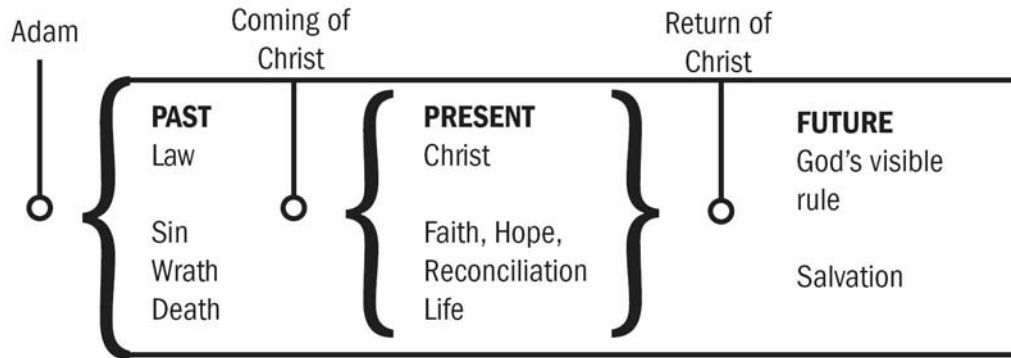 Adam
Coming of
Christ
Return of
Christ
PAST
Law
Sin
Wrath
Death
PRESENT
Christ
Faith, Hope,
Reconciliation
Life
FUTURE
God's visible
rule
Salvation